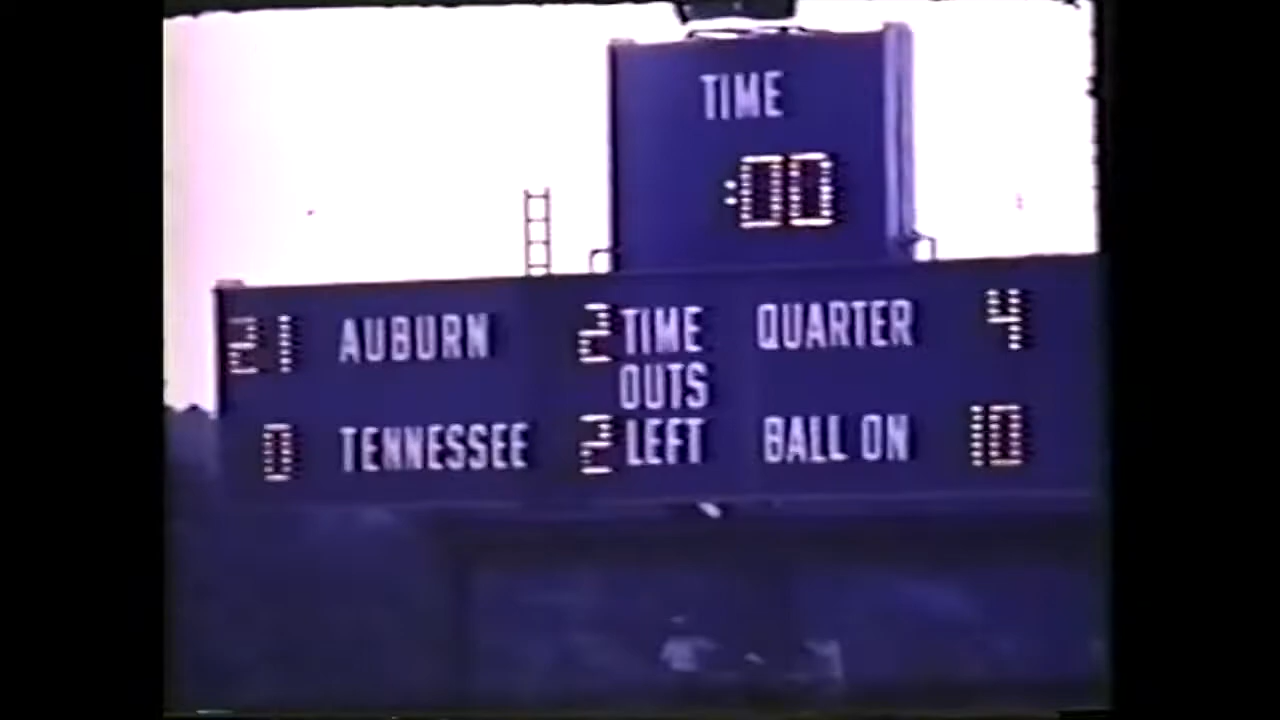 TIME
:00
21 AUBURN 2 TIME QUARTER 4
OUTS
0 TENNESSEE 2 LEFT BALL ON 10